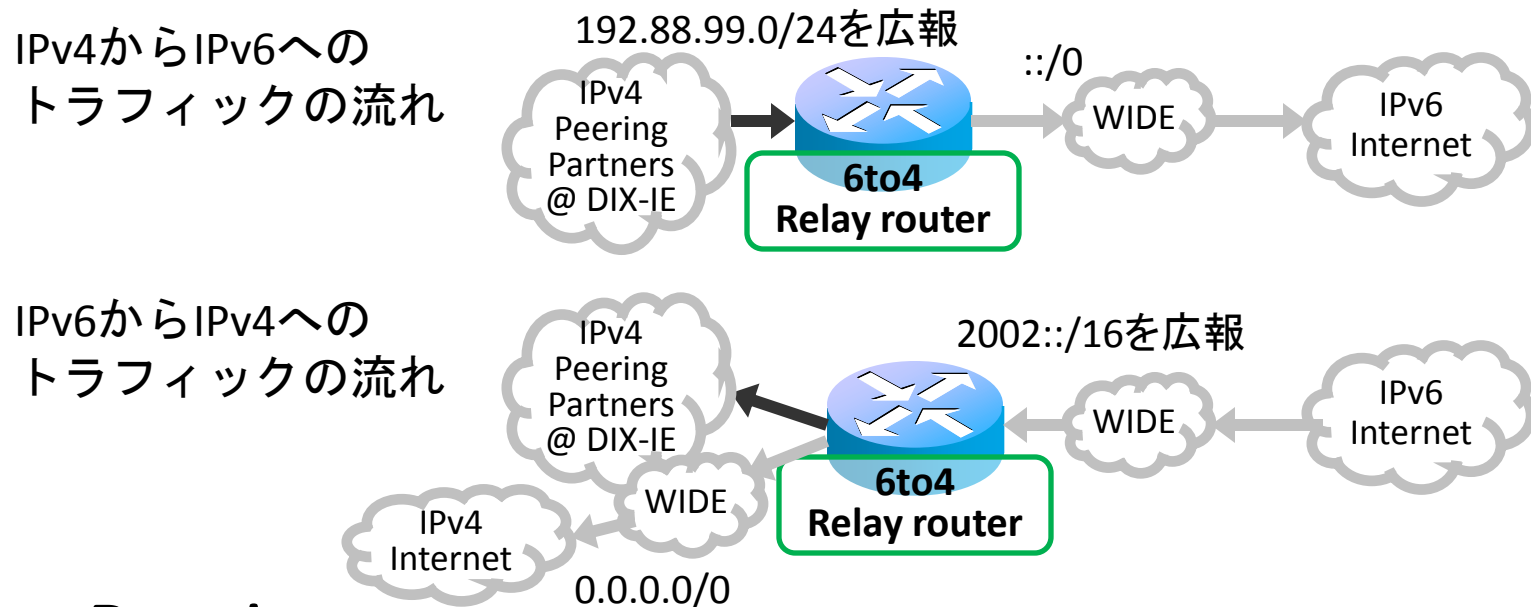 IPv4からIPv6への
トラフィックの流れ
192.88.99.0/24を広報
IPv4
Peering
Partners
@ DIX-IE
6to4
Relay router
::/0
WIDE
IPv6
Internet
IPv6からIPv4への
トラフィックの流れ
IPv4
Peering
Partners
@ DIX-IE
2002::/16を広報
6to4
Relay router
WIDE
IPv6
Internet
WIDE
IPv4
Internet
0.0.0.0/0